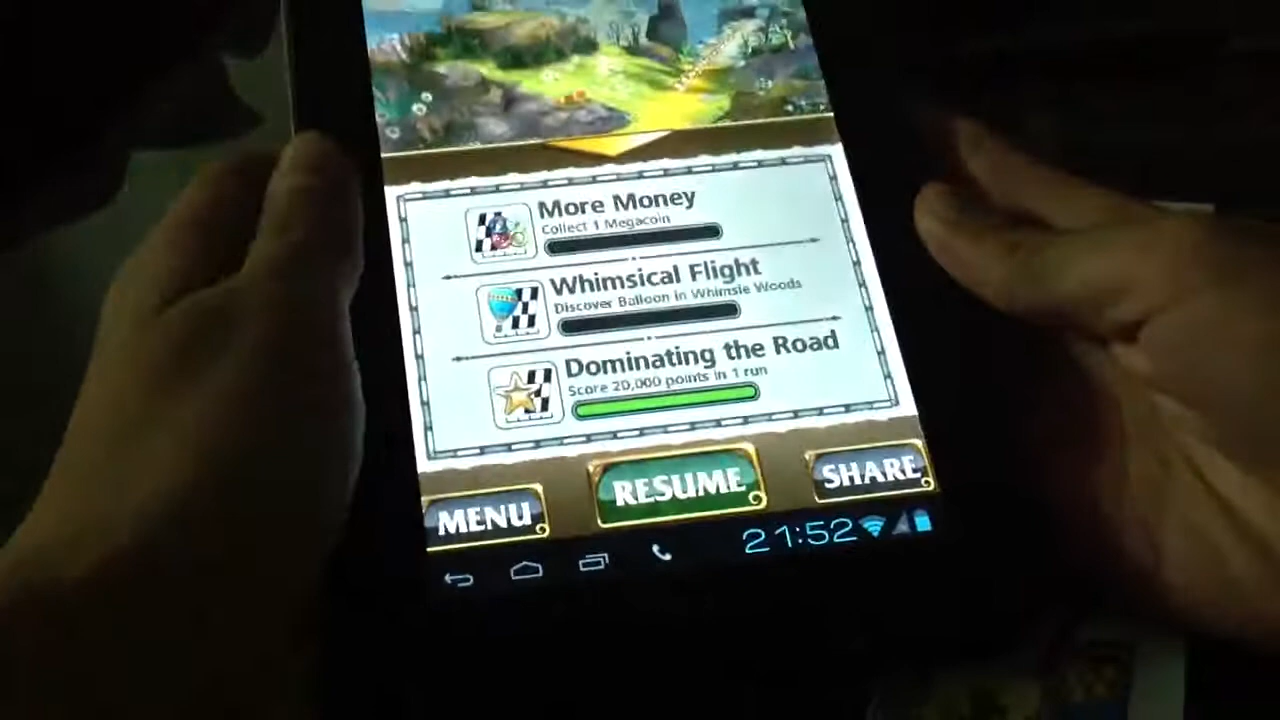 More Money
Collect 1 Megacoin
Whimsical Flight
Discover Balloon in Whimsie Woods
Dominating the Road
Score 20,000 points in 1 run
MENU
RESUME
SHARE
21:52